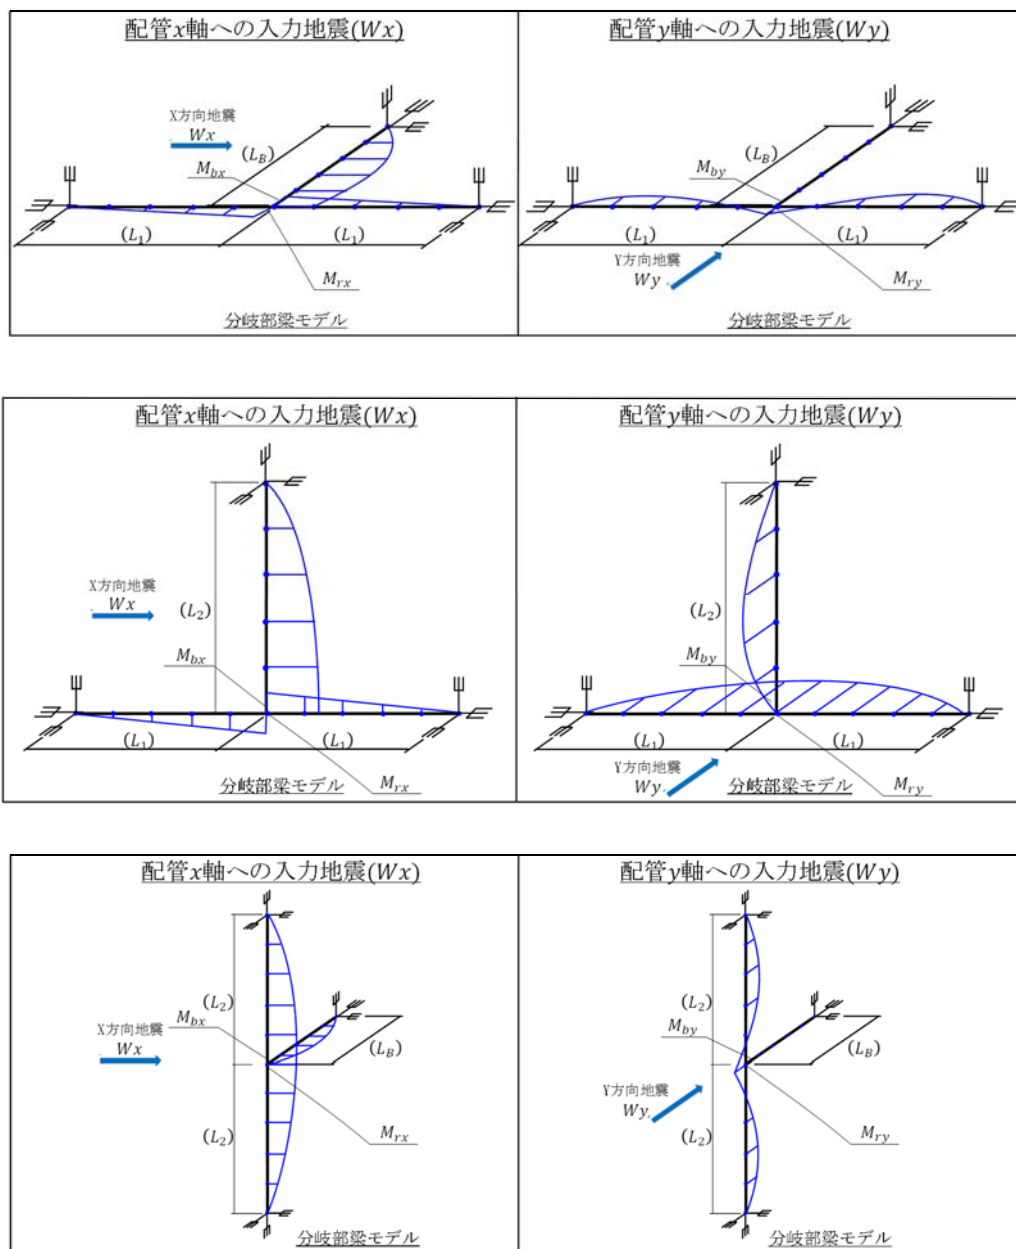 配管x軸への入力地震(Wx)
X方向地震
Wx
(L_B)
M_bx
(L_1)
(L_1)
M_rx
分岐部梁モデル
配管y軸への入力地震(Wy)
(L_B)
M_by
(L_1)
(L_1)
Y方向地震
Wy
M_ry
分岐部梁モデル
配管x軸への入力地震(Wx)
X方向地震
Wx
(L_2)
M_bx
(L_1)
(L_1)
M_rx
分岐部梁モデル
配管y軸への入力地震(Wy)
(L_2)
M_by
(L_1)
(L_1)
Y方向地震
Wy
M_ry
分岐部梁モデル
配管x軸への入力地震(Wx)
(L_2)
M_bx
X方向地震
Wx
(L_B)
(L_2)
M_rx
分岐部梁モデル
配管y軸への入力地震(Wy)
(L_2)
M_by
(L_B)
Y方向地震
Wy
(L_2)
M_ry
分岐部梁モデル